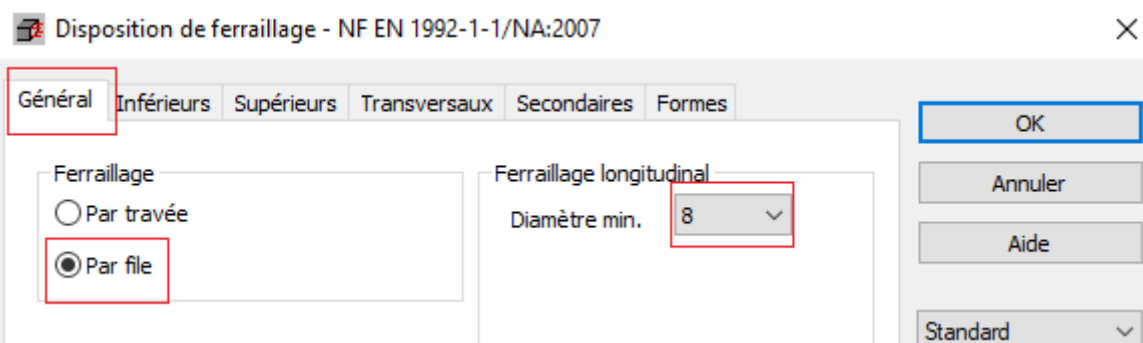 Disposition de ferraillage - NF EN 1992-1-1/NA:2007
Général Inférieurs Supérieurs Transversaux Secondaires Formes
OK
Ferraillage
Ferraillage longitudinal
Annuler
Par travée
Diamètre min. 8
Aide
Par file
Standard